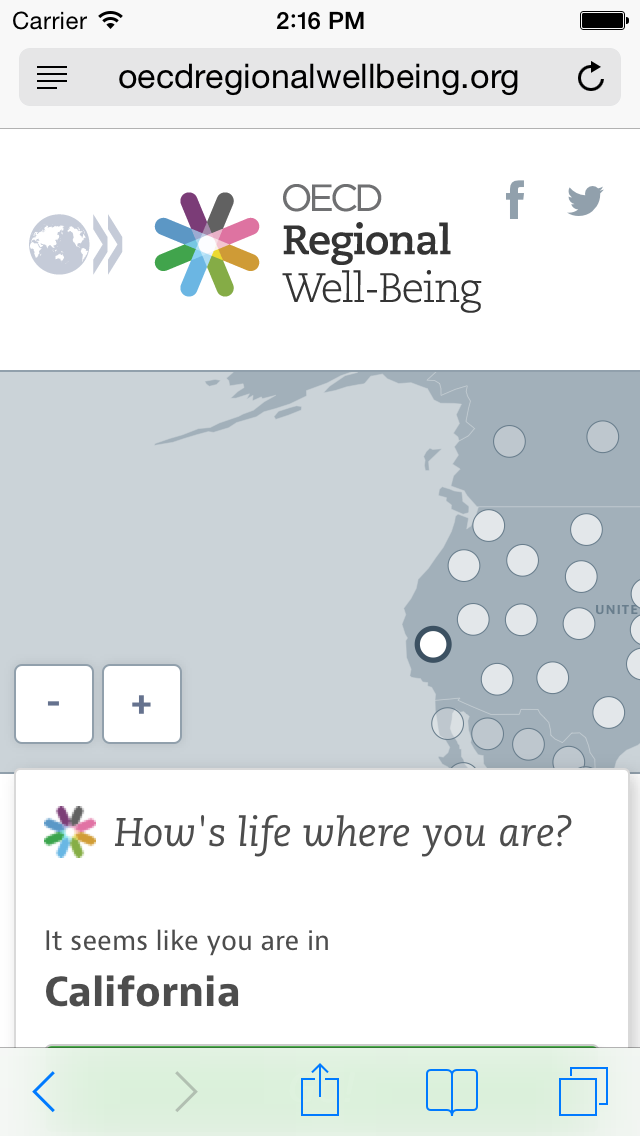 Carrier 2:16 PM
oecdregionalwellbeing.org
OECD
Regional
Well-Being
UNITE
- +
How's life where you are?
It seems like you are in
California